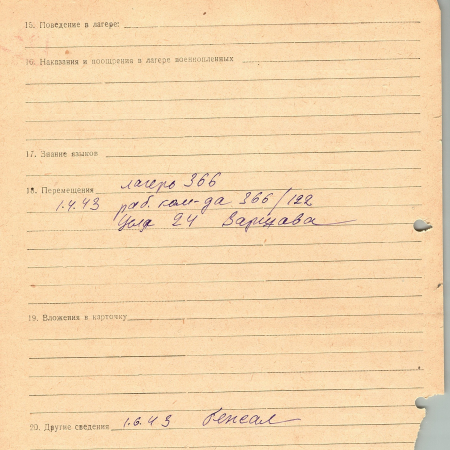 15. Поведение в лагере:
16. Наказания и поощрения в лагере военнопленных
17. Знание языков
18. Перемещения лагерь 366
1.4.43 раб. ком-да 366/122
24 Варшава
19. Вложения в карточку
20. Другие сведения 1.6.43 бежал